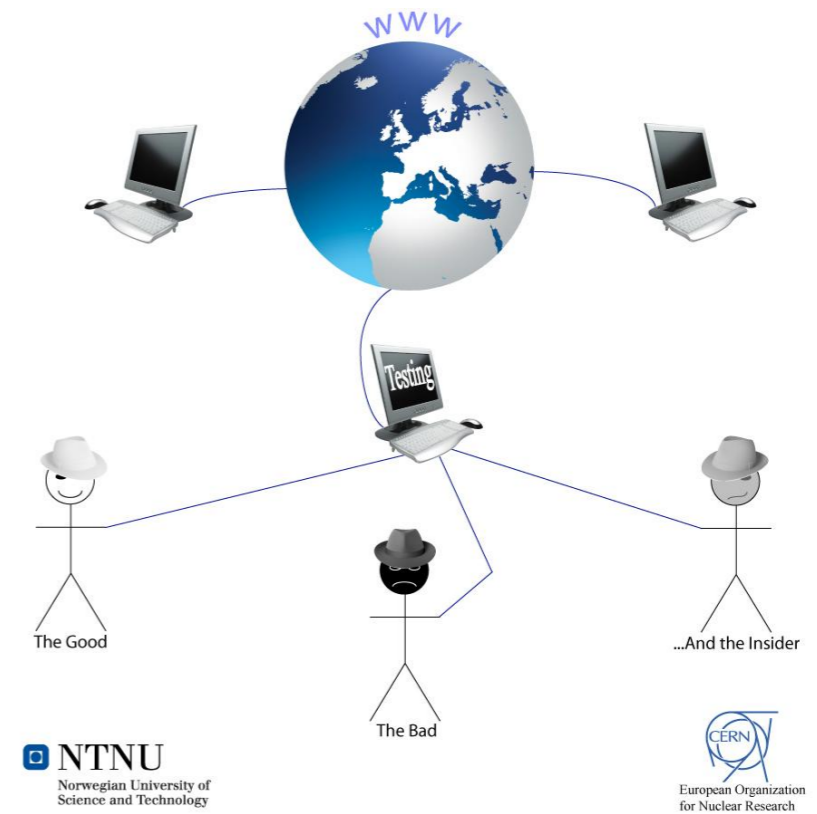 WWW
Testing
The Good
...And the Insider
The Bad
NTNU
Norwegian University of
Science and Technology
CERN
European Organization
for Nuclear Research